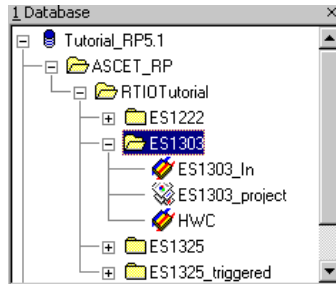 1 Database
Tutorial_RP5.1
ASCET_RP
RTIOTutorial
ES1222
ES1303
ES1303_In
ES1303_project
HWC
ES1325
ES1325_triggered